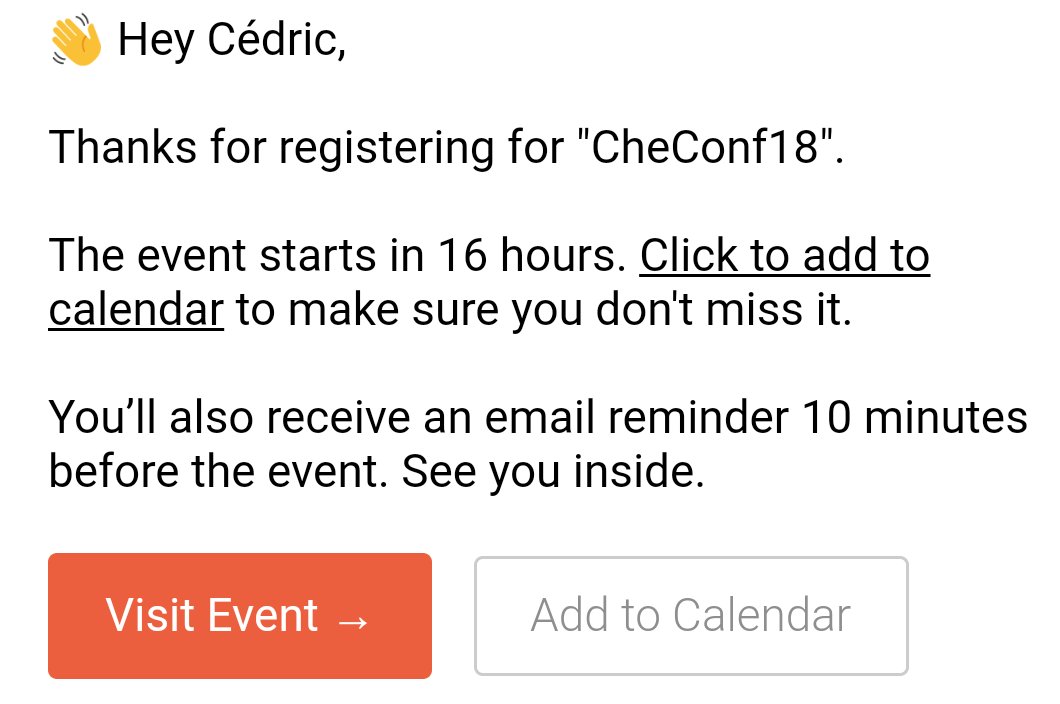 👋 Hey Cédric,
Thanks for registering for "CheConf18".
The event starts in 16 hours. Click to add to
calendar to make sure you don't miss it.
You’ll also receive an email reminder 10 minutes
before the event. See you inside.
Visit Event →
Add to Calendar